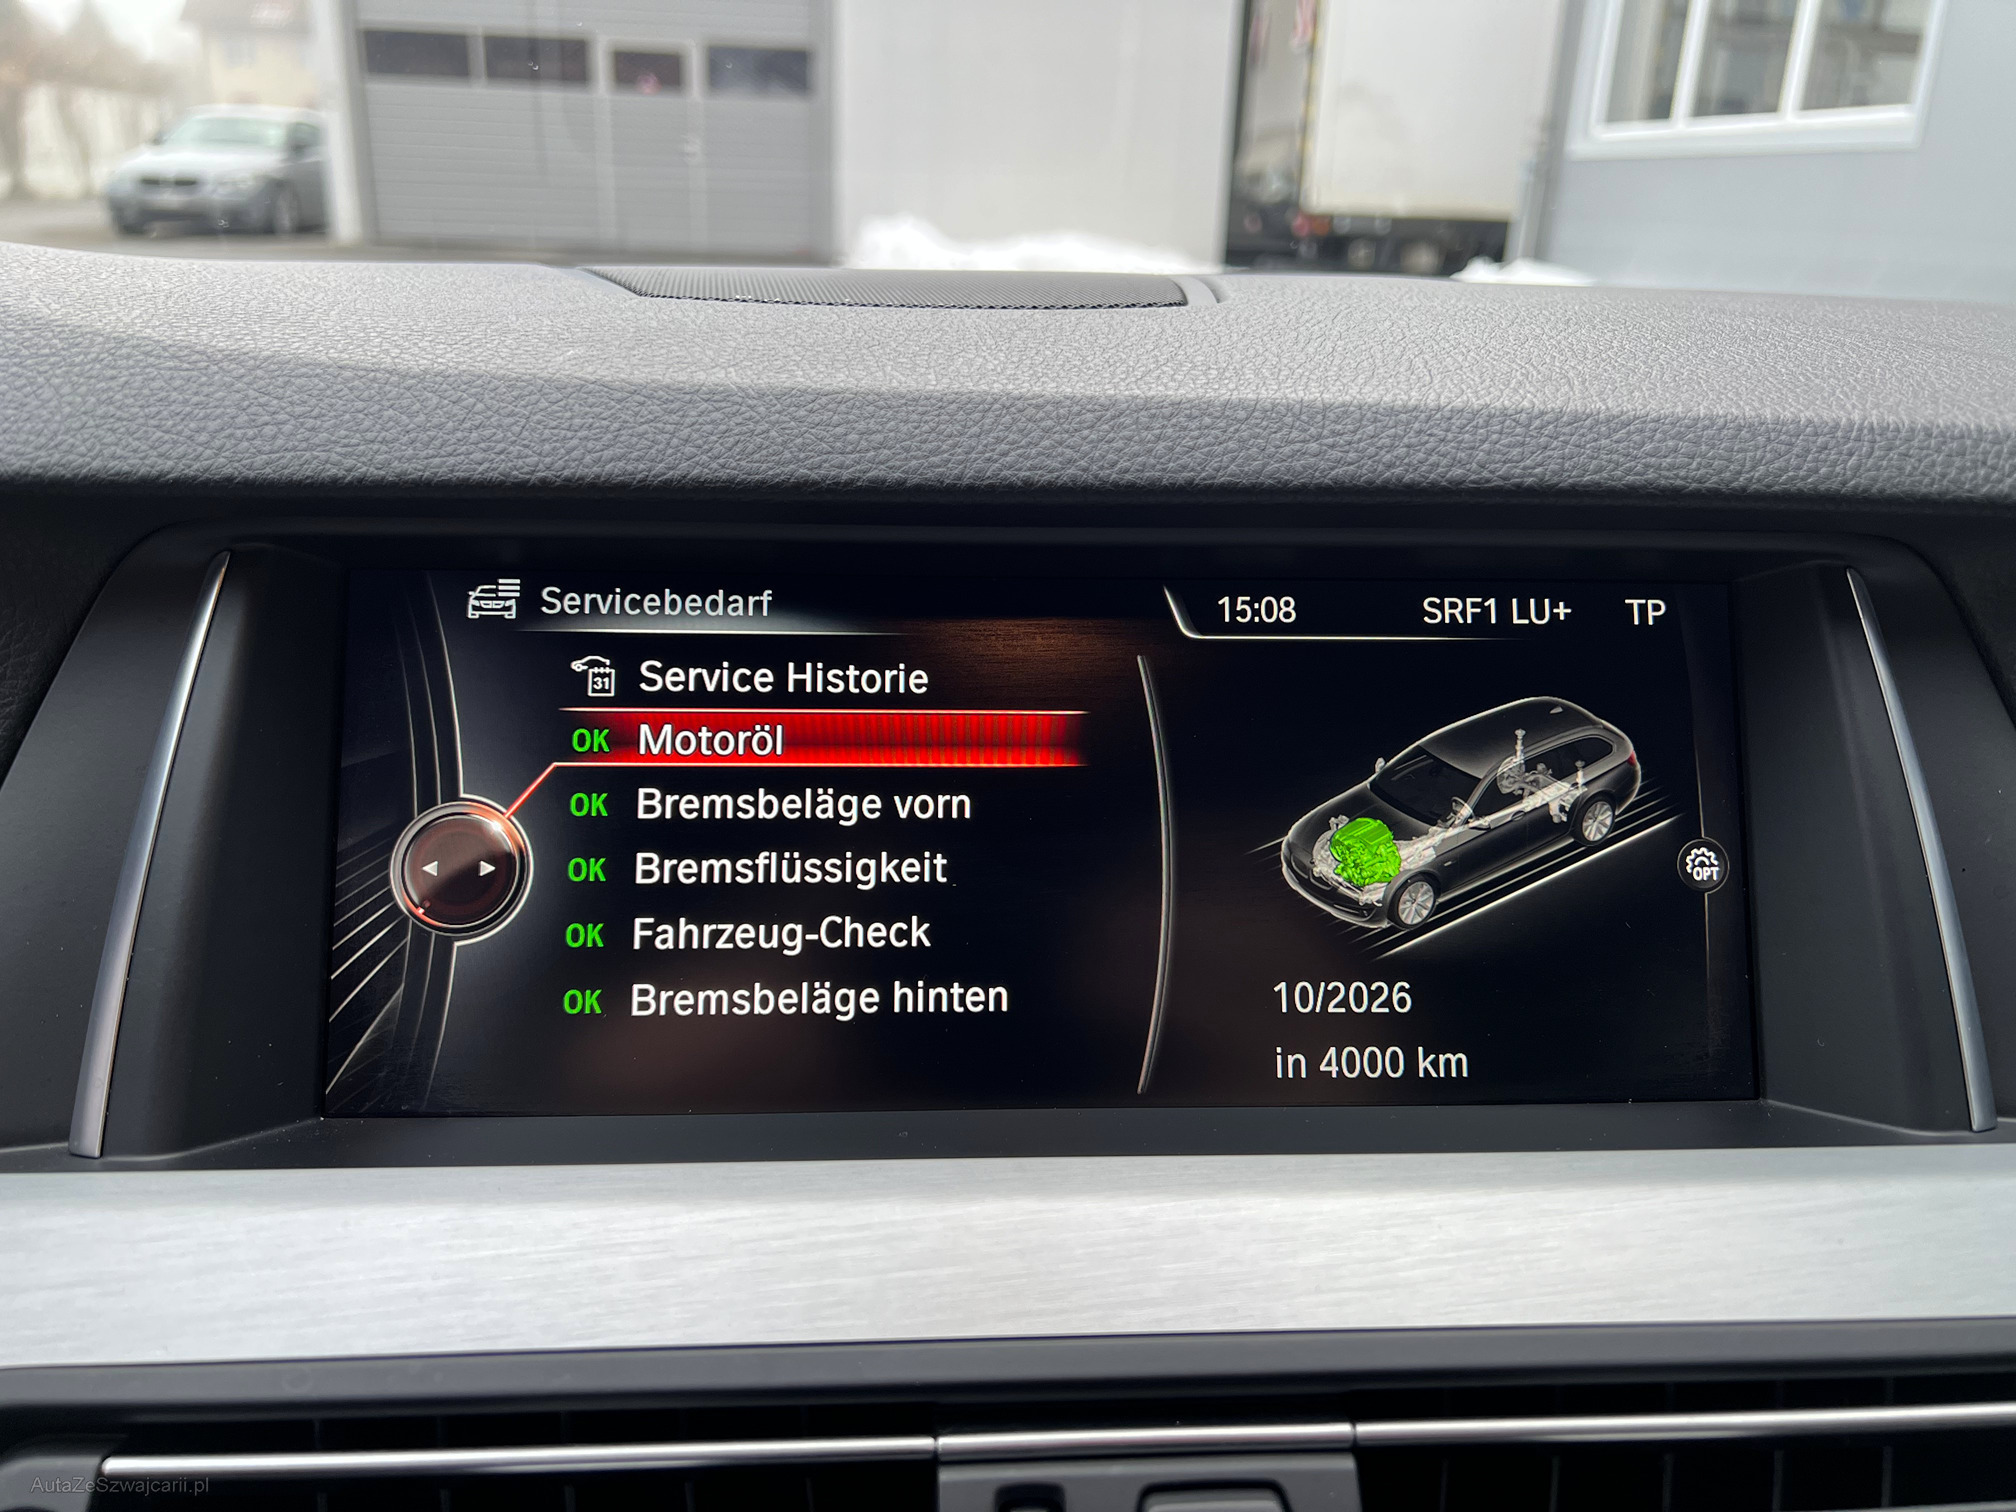 Servicebedarf
15:08 SRF1 LU+ TP
31 Service Historie
OK Motoröl
OK Bremsbeläge vorn
OK Bremsflüssigkeit
OK Fahrzeug-Check
OK Bremsbeläge hinten
OPT
10/2026
in 4000 km
AutaZeSzwajcarii.pl